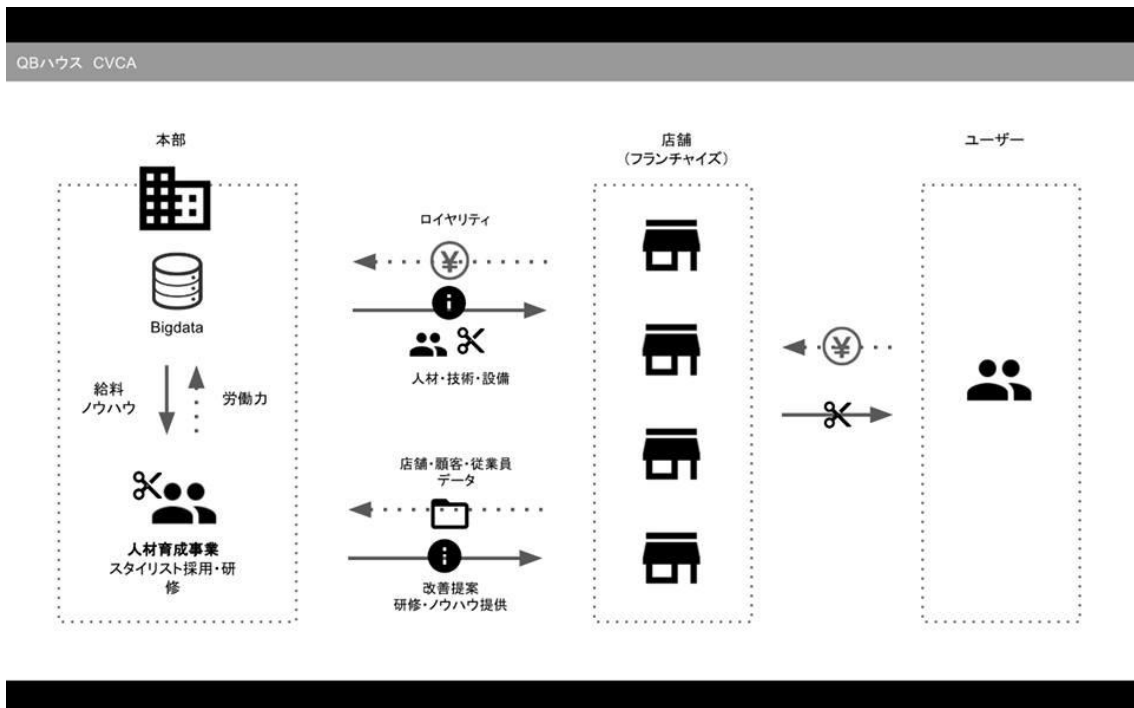 QBハウス CVCA
本部
Bigdata
給料
ノウハウ
労働力
人材育成事業
スタイリスト採用・研
修
ロイヤリティ
¥
人材・技術・設備
店舗・顧客・従業員
データ
改善提案
研修・ノウハウ提供
店舗
（フランチャイズ）
¥
ユーザー